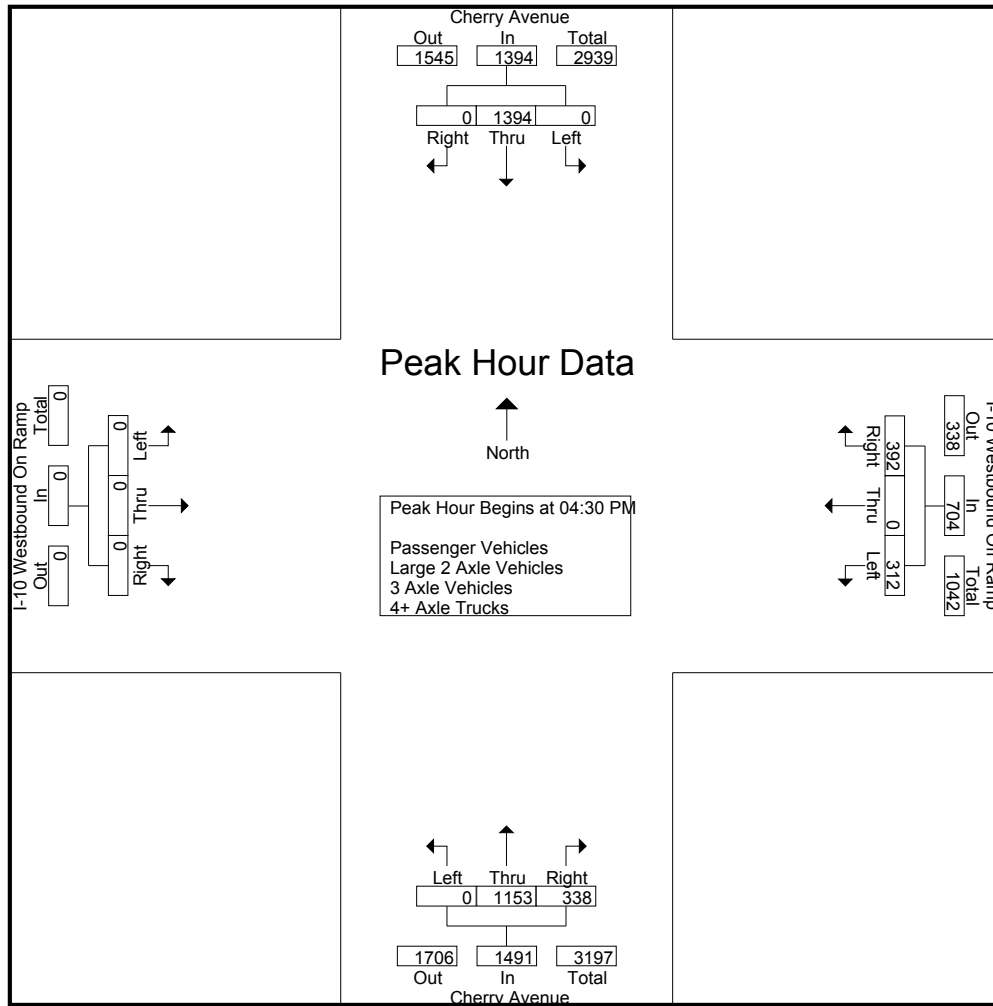 Cherry Avenue
Out In Total
1545 1394 2939
0 1394 0
Right Thru Left
Peak Hour Data
North
Peak Hour Begins at 04:30 PM
Passenger Vehicles
Large 2 Axle Vehicles
3 Axle Vehicles
4+ Axle Trucks
I-10 Westbound On Ramp
Total In Out
0 0 0
0 0 0
Left Thru Right
I-10 Westbound Off Ramp
Out In Total
338 704 1042
392 0 312
Right Thru Left
Left Thru Right
0 1153 338
1706 1491 3197
Out In Total
Cherry Avenue